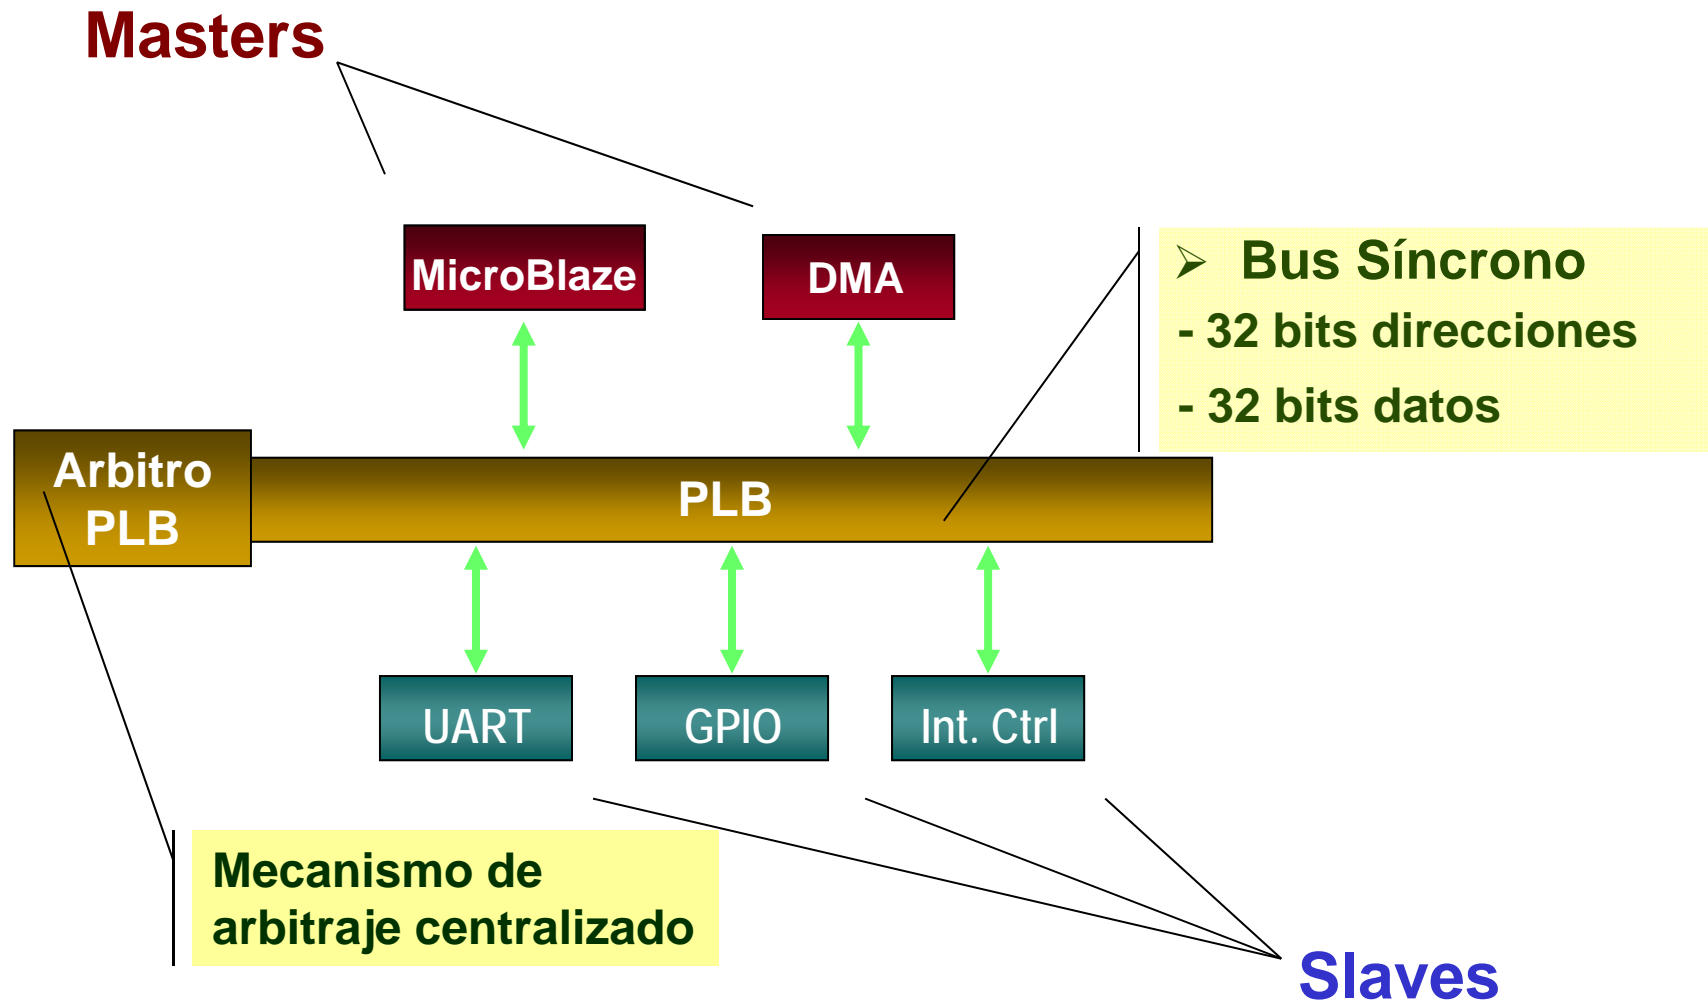 Masters
MicroBlaze
DMA
➢ Bus Síncrono
- 32 bits direcciones
- 32 bits datos
Arbitro
PLB
PLB
UART
GPIO
Int. Ctrl
Mecanismo de
arbitraje centralizado
Slaves